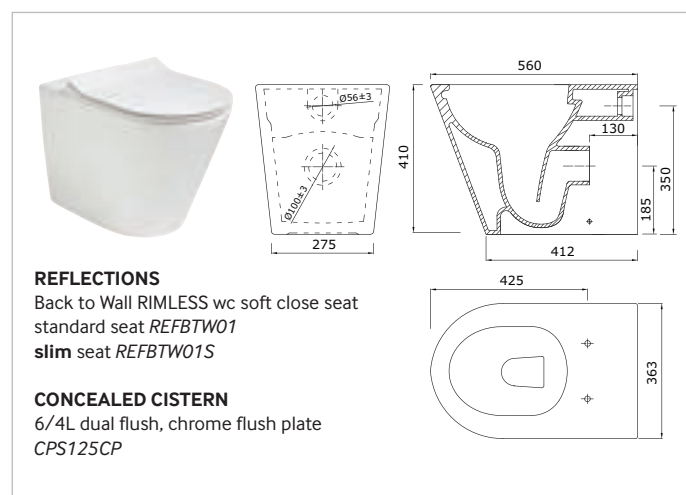 560
Ø56±3
130
410
350
Ø100±3
185
275
412
REFLECTIONS
Back to Wall RIMLESS wc soft close seat
standard seat REFBTW01
slim seat REFBTW01S
425
363
CONCEALED CISTERN
6/4L dual flush, chrome flush plate
CPS125CP